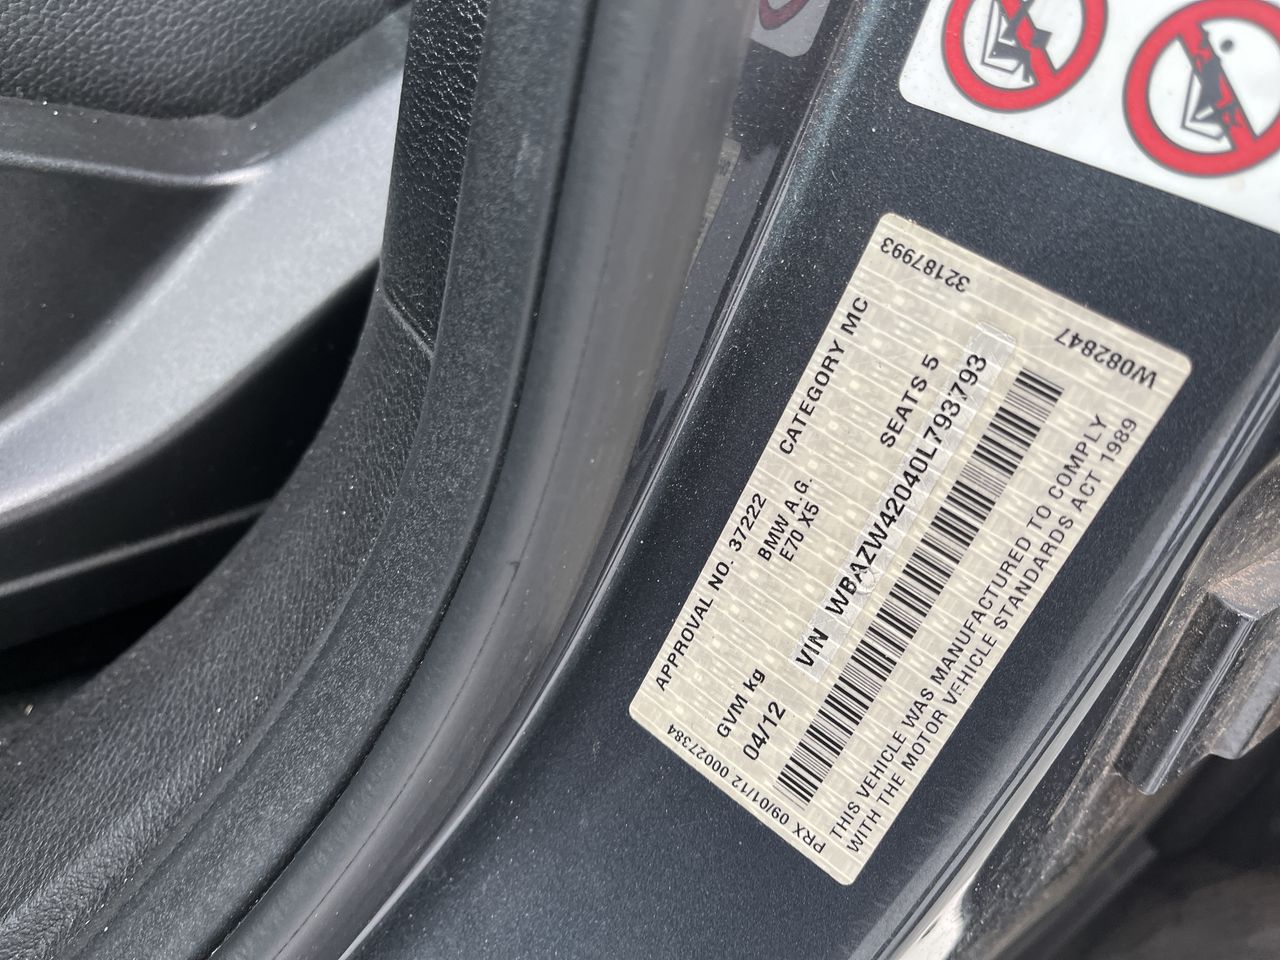 APPROVAL NO. 37222 CATEGORY MC
BMW A.G.
E70 X5 SEATS 5
GVM kg
04/12
VIN WBAZW42040L793793
THIS VEHICLE WAS MANUFACTURED TO COMPLY
WITH THE MOTOR VEHICLE STANDARDS ACT 1989
PRX 09/01/12 00027384
32187993
W082847